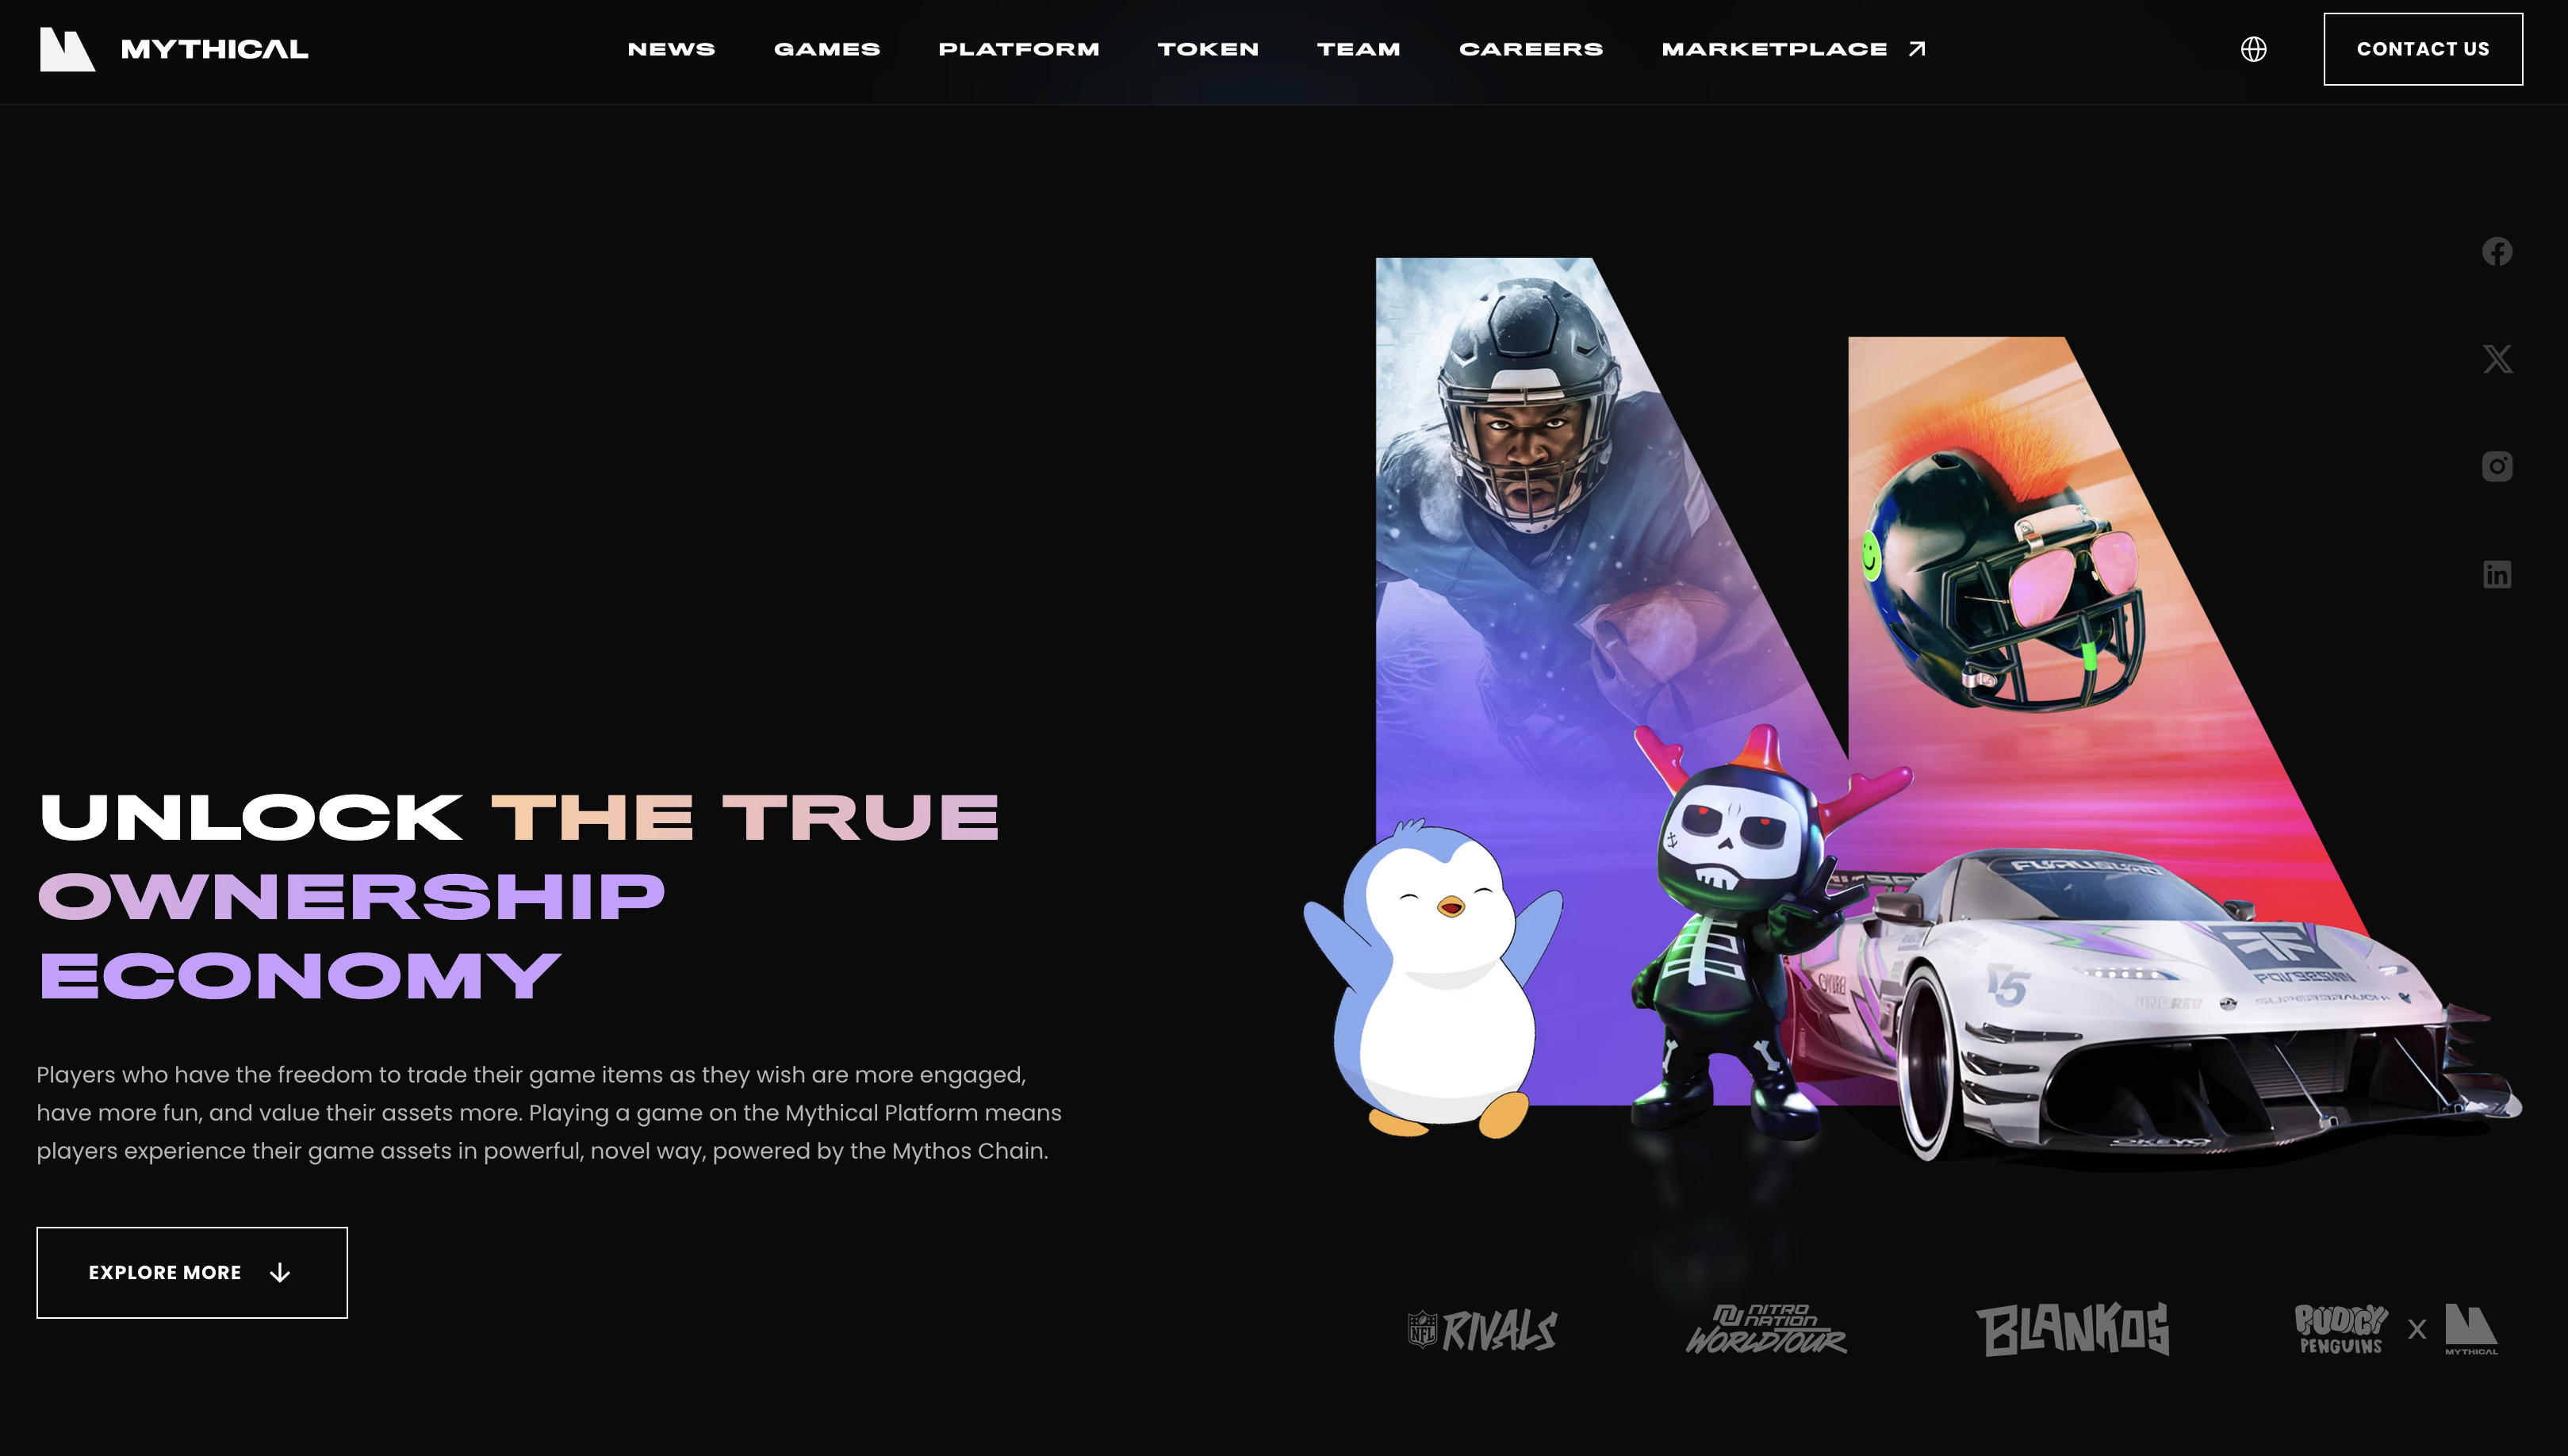 MYTHICAL
NEWS
GAMES
PLATFORM
TOKEN
TEAM
CAREERS
MARKETPLACE
CONTACT US
UNLOCK THE TRUE
OWNERSHIP
ECONOMY
Players who have the freedom to trade their game items as they wish are more engaged,
have more fun, and value their assets more. Playing a game on the Mythical Platform means
players experience their game assets in powerful, novel way, powered by the Mythos Chain.
EXPLORE MORE
15
NFL RIVALS
NITRO
NATION
WORLD TOUR
BLANKOS
PUDGY
PENGUINS
X
MYTHICAL